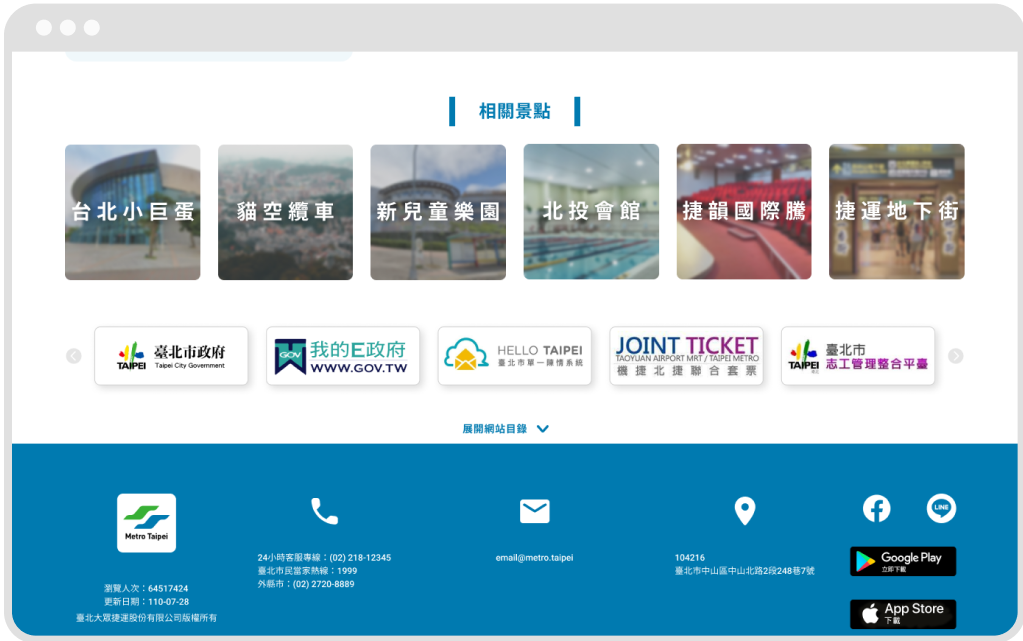 相關景點
台北小巨蛋
貓空纜車
新兒童樂園
北投會館
捷韻國際騰
捷運地下街
TAIPEI
臺北市政府
Taipei City Government
GOV
我的E政府
WWW.GOV.TW
HELLO TAIPEI
臺北市單一陳情系統
JOINT TICKET
TAOYUAN AIRPORT MRT / TAIPEI METRO
機捷北捷聯合套票
TAIPEI
臺北市
志工管理整合平臺
展開網站目錄
Metro Taipei
瀏覽人次：64517424
更新日期：110-07-28
臺北大眾捷運股份有限公司版權所有
24小時客服專線：(02) 218-12345
臺北市民當家熱線：1999
外縣市：(02) 2720-8889
email@metro.taipei
104216
臺北市中山區中山北路2段248巷7號
LINE
Google Play
立即下載
App Store
下載